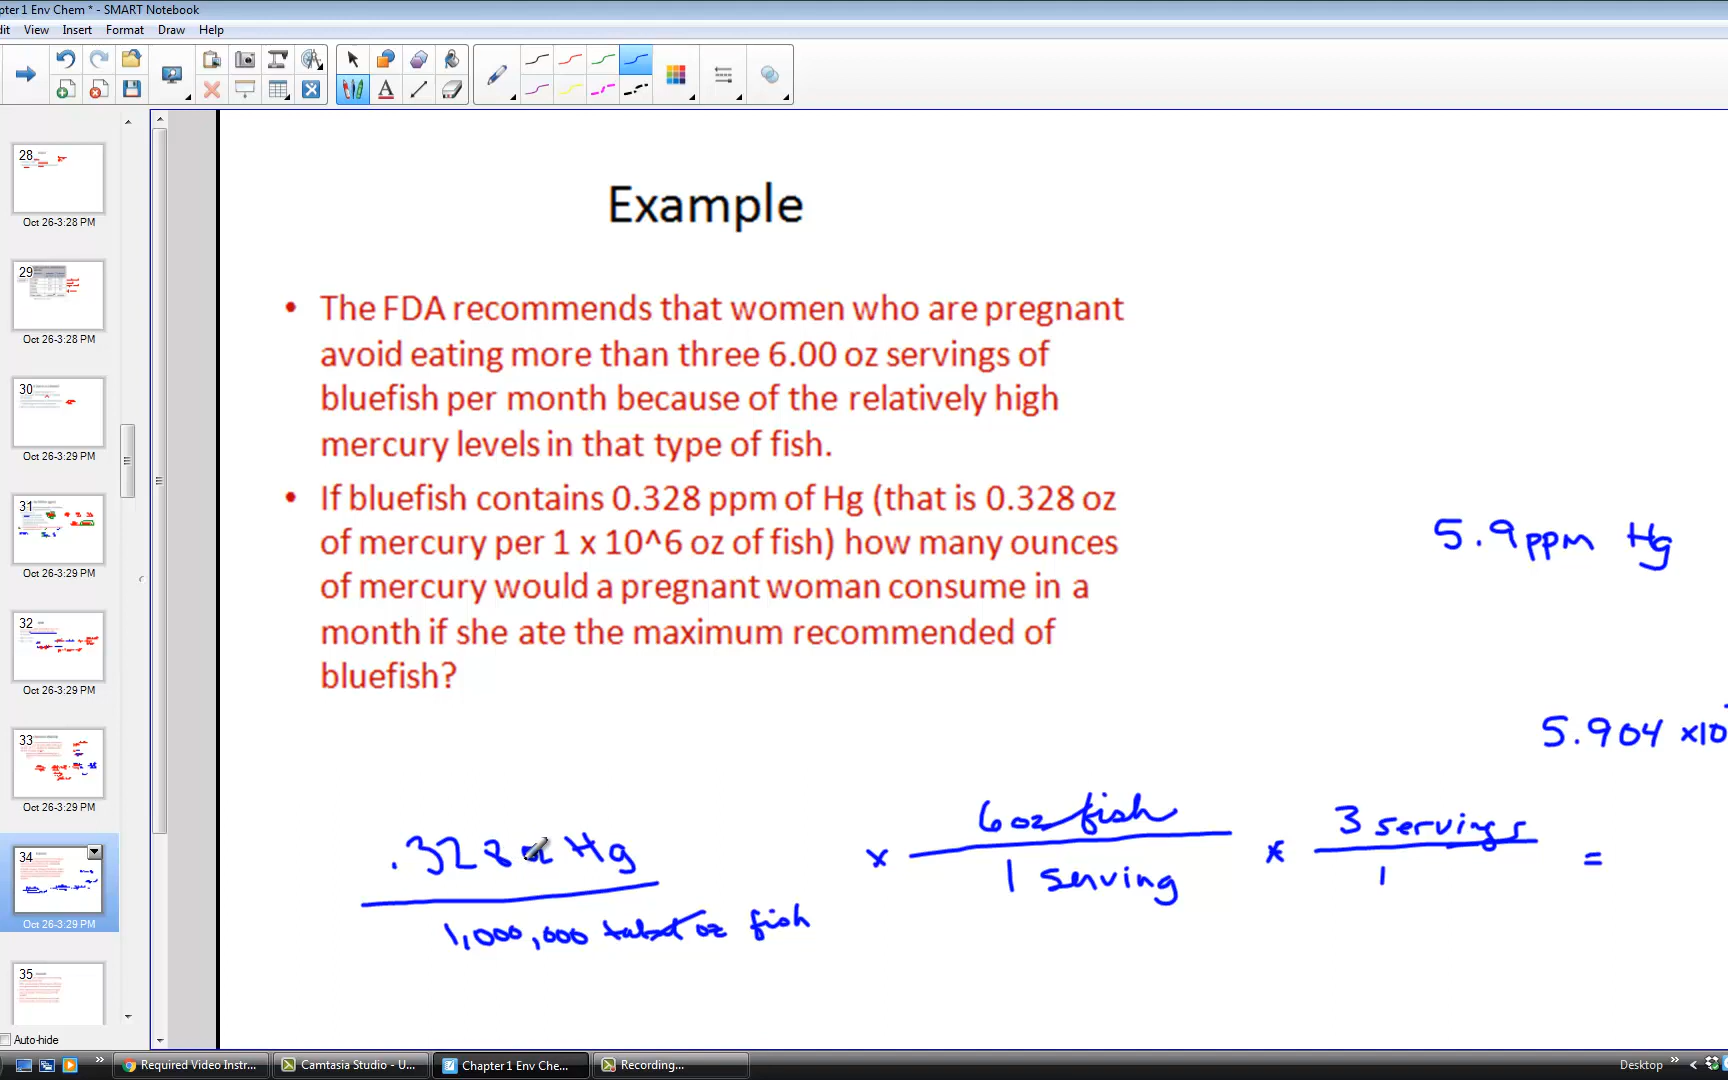 pter 1 Env Chem * - SMART Notebook
dit View Insert Format Draw Help
28
Oct 26-3:28 PM
29
Oct 26-3:28 PM
30
Oct 26-3:29 PM
31
Oct 26-3:29 PM
32
Oct 26-3:29 PM
33
Oct 26-3:29 PM
34
Oct 26-3:29 PM
35
Auto-hide
Example
• The FDA recommends that women who are pregnant
avoid eating more than three 6.00 oz servings of
bluefish per month because of the relatively high
mercury levels in that type of fish.
• If bluefish contains 0.328 ppm of Hg (that is 0.328 oz
of mercury per 1 x 10^6 oz of fish) how many ounces
of mercury would a pregnant woman consume in a
month if she ate the maximum recommended of
bluefish?
5.9ppm Hg
5.904 x10
.328 oz Hg
1,000,000 oz fish
x
6 oz fish
1 serving
x
3 servings
1
=
Required Video Instr... Camtasia Studio - U... Chapter 1 Env Che... Recording... Desktop